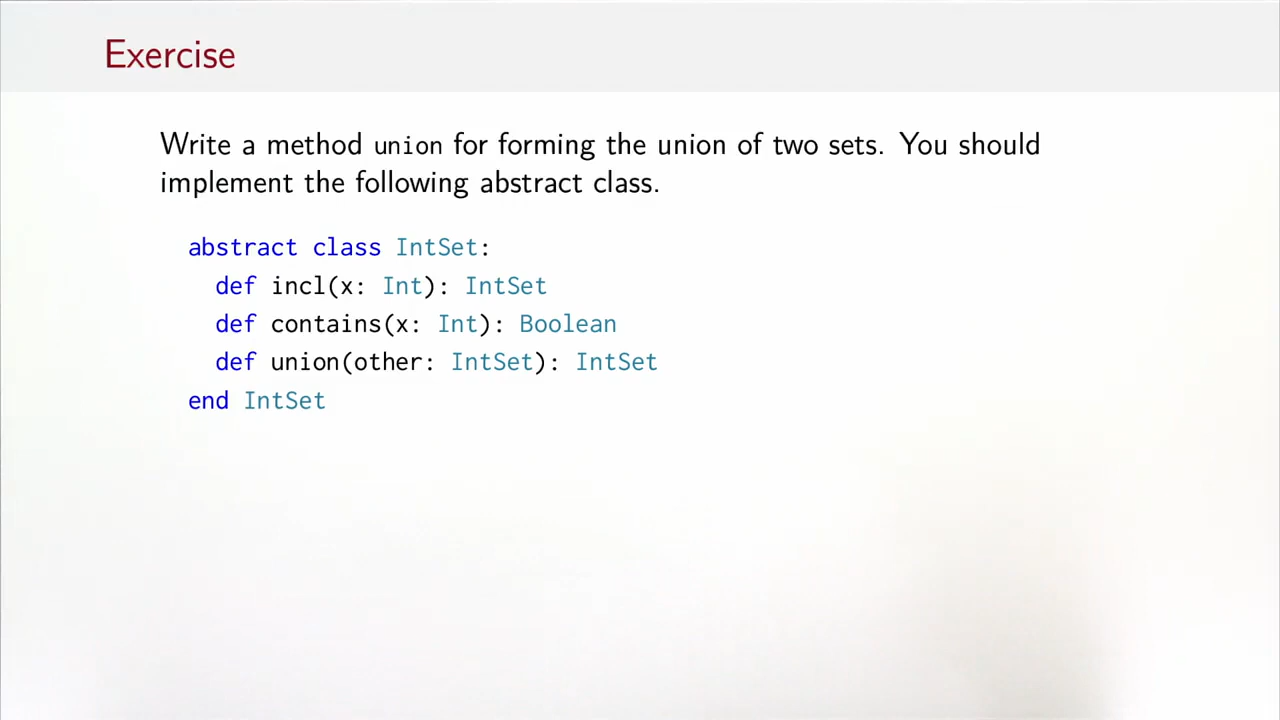 Exercise
Write a method union for forming the union of two sets. You should
implement the following abstract class.
abstract class IntSet:
  def incl(x: Int): IntSet
  def contains(x: Int): Boolean
  def union(other: IntSet): IntSet
end IntSet